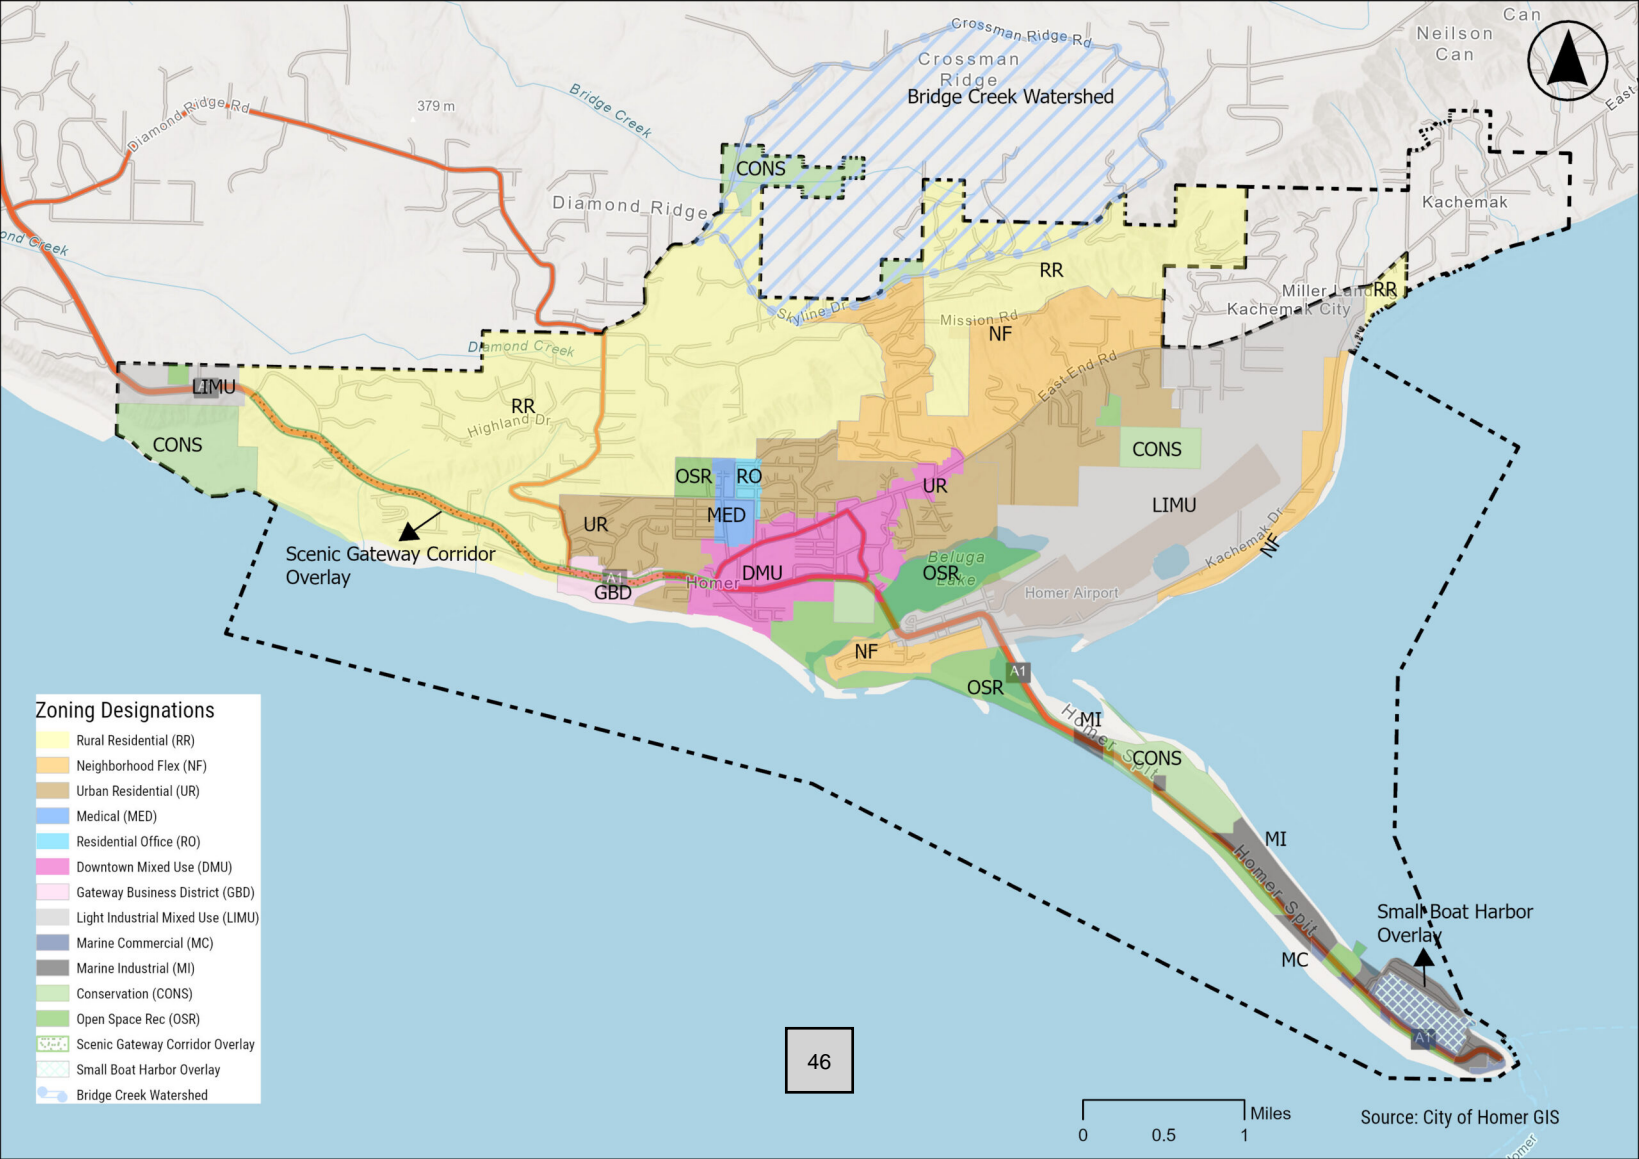 Can
Neilson
Can
Crossman Ridge Rd
Crossman
Ridge
Bridge Creek Watershed
East
Diamond Ridge Rd
379 m
Bridge Creek
CONS
Diamond Ridge
Kachemak
ond Creek
RR
Miller Landing
RR
Kachemak City
Skyline Dr
Mission Rd
NF
Diamond Creek
East End Rd
LIMU
RR
Highland Dr
CONS
CONS
OSR
RO
UR
MED
UR
LIMU
Scenic Gateway Corridor
Overlay
Kachemak Dr
NF
Beluga
Lake
OSR
DMU
A1
Homer
GBD
Homer Airport
NF
A1
OSR
MI
Homer Spit
CONS
MI
Homer Spit
Small Boat Harbor
Overlay
MC
A1
Zoning Designations
Rural Residential (RR)
Neighborhood Flex (NF)
Urban Residential (UR)
Medical (MED)
Residential Office (RO)
Downtown Mixed Use (DMU)
Gateway Business District (GBD)
Light Industrial Mixed Use (LIMU)
Marine Commercial (MC)
Marine Industrial (MI)
Conservation (CONS)
Open Space Rec (OSR)
Scenic Gateway Corridor Overlay
Small Boat Harbor Overlay
Bridge Creek Watershed
46
Miles
0 0.5 1
Source: City of Homer GIS
Homer